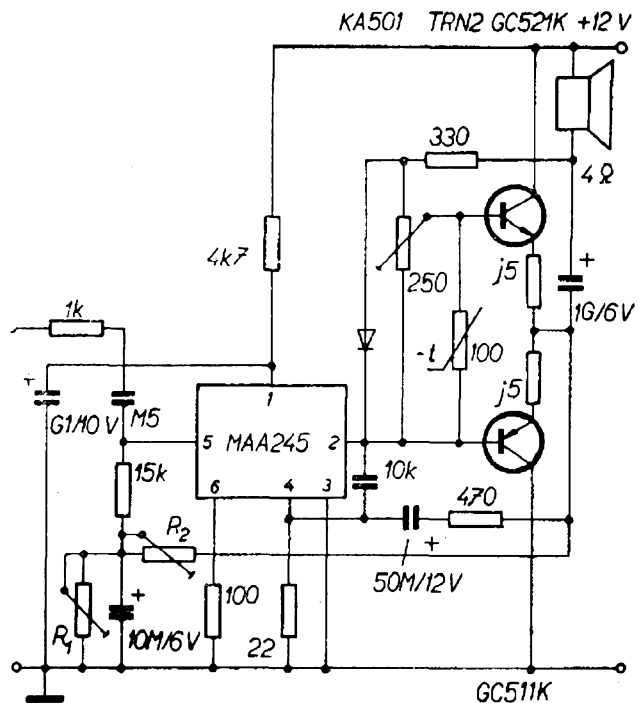 KA501 TRN2 GC521K +12 V
330
4Ω
4k7
250
j5
+
1G/6V
1k
-t
100
j5
+
G1/10 V
M5
1
5
MAA245
2
6
4
3
15k
10k
470
R2
50M/12V
+
R1
+
10M/6V
100
22
GC511K